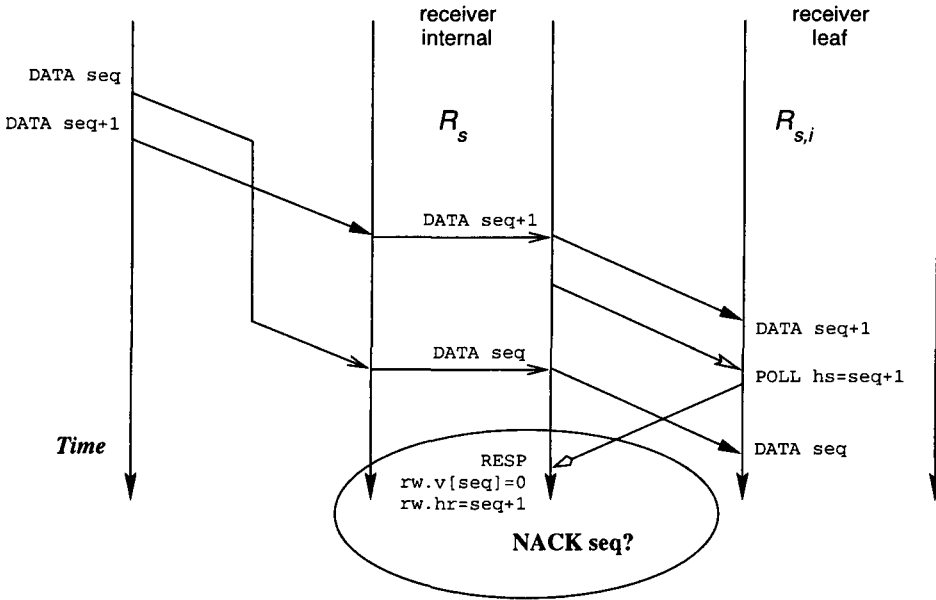 receiver
internal
receiver
leaf
DATA seq
DATA seq+1
R_s
R_s,i
DATA seq+1
DATA seq+1
DATA seq
POLL hs=seq+1
Time
DATA seq
RESP
rw.v[seq]=0
rw.hr=seq+1
NACK seq?